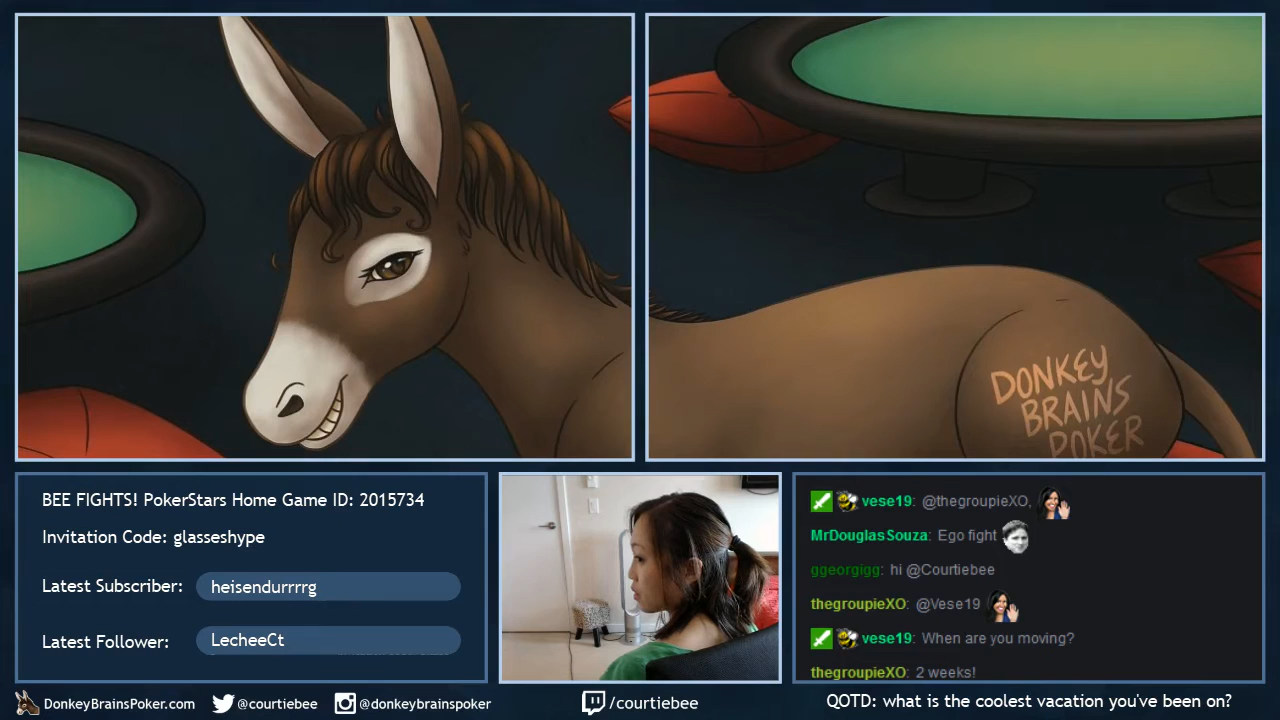 DONKEY
BRAINS
POKER
BEE FIGHTS! PokerStars Home Game ID: 2015734
Invitation Code: glasseshype
Latest Subscriber: heisendurrrrg
Latest Follower: LecheeCt
vese19: @thegroupieXO,
MrDouglasSouza: Ego fight
ggeorgigg: hi @Courtiebee
thegroupieXO: @Vese19
vese19: When are you moving?
thegroupieXO: 2 weeks!
DonkeyBrainsPoker.com @courtiebee @donkeybrainspoker /courtiebee QOTD: what is the coolest vacation you've been on?